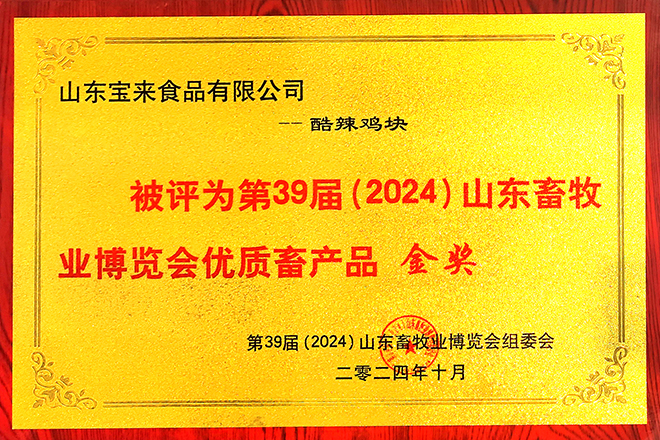 山东宝来食品有限公司
-- 酷辣鸡块
被评为第39届(2024)山东畜牧
业博览会优质畜产品 金奖
第39届(2024)山东畜牧业博览会组委会
二零二四年十月